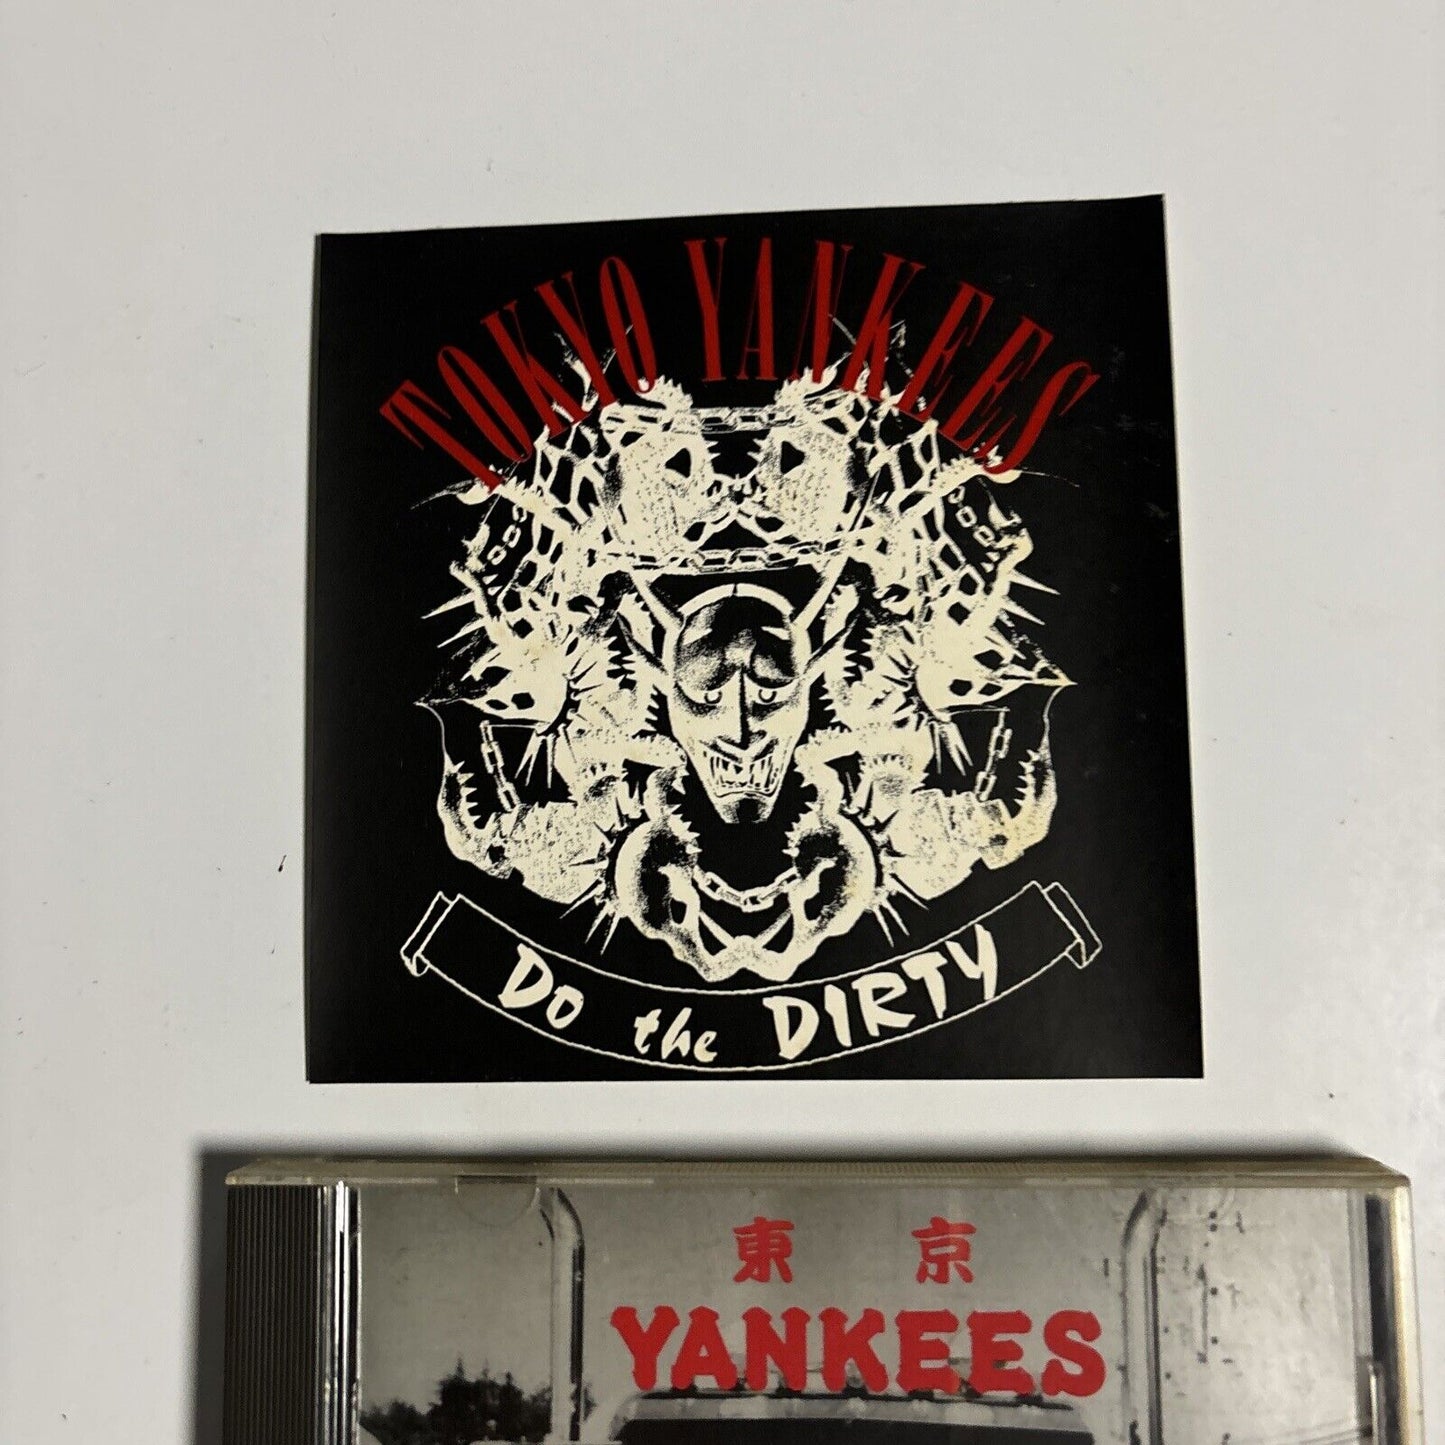 TOKYO YANKEES
Do the DIRTY
東京
YANKEES